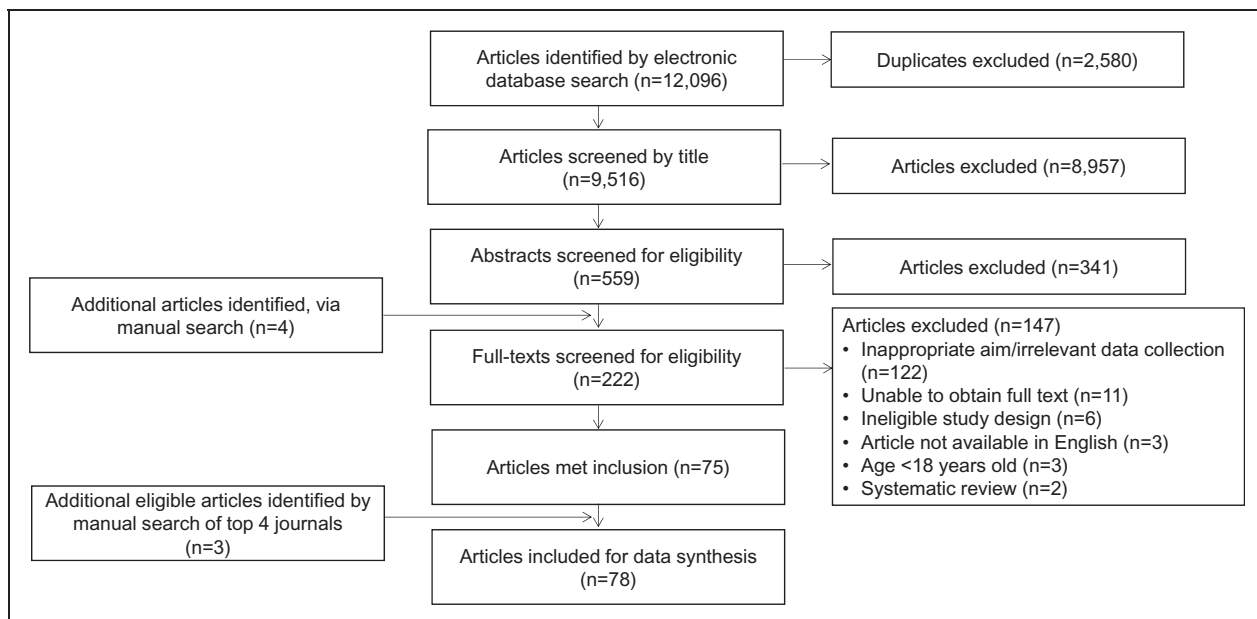 Articles identified by electronic
database search (n=12,096)
Duplicates excluded (n=2,580)
Articles screened by title
(n=9,516)
Articles excluded (n=8,957)
Abstracts screened for eligibility
(n=559)
Articles excluded (n=341)
Additional articles identified, via
manual search (n=4)
Full-texts screened for eligibility
(n=222)
Articles excluded (n=147)
• Inappropriate aim/irrelevant data collection
(n=122)
• Unable to obtain full text (n=11)
• Ineligible study design (n=6)
• Article not available in English (n=3)
• Age <18 years old (n=3)
• Systematic review (n=2)
Articles met inclusion (n=75)
Additional eligible articles identified by
manual search of top 4 journals
(n=3)
Articles included for data synthesis
(n=78)